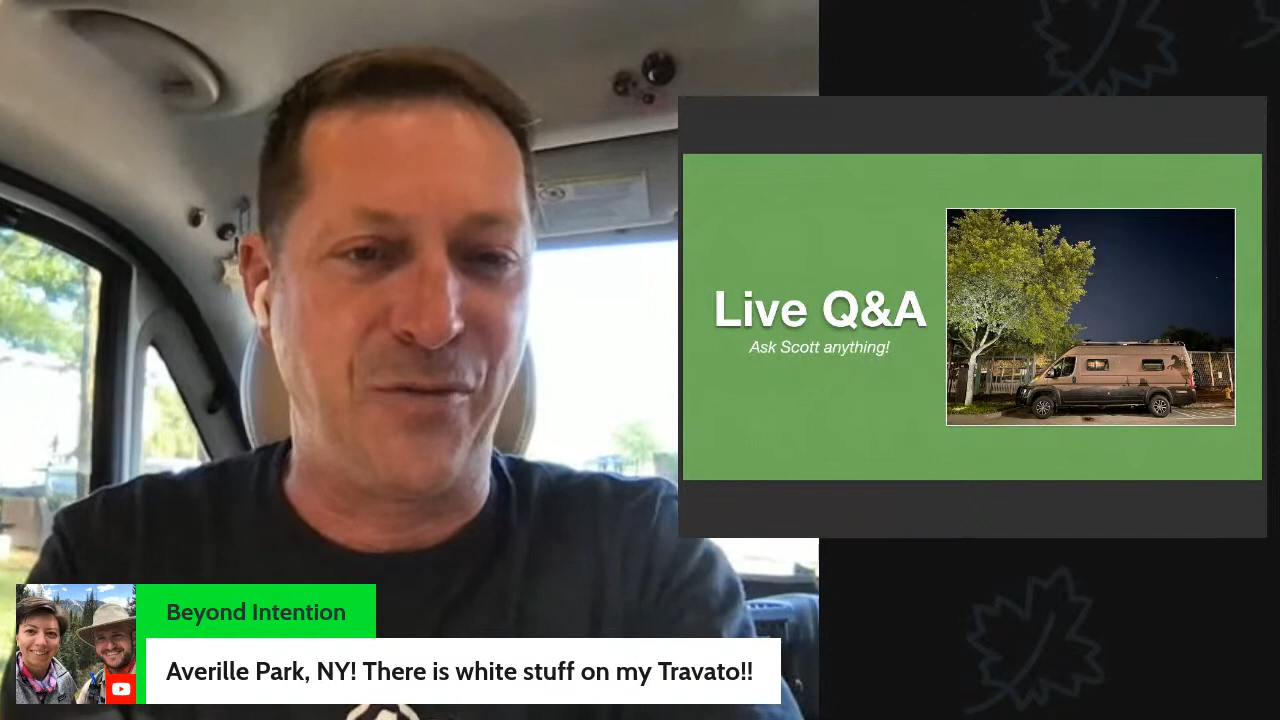 Live Q&A
Ask Scott anything!
Beyond Intention
Averille Park, NY! There is white stuff on my Travato!!